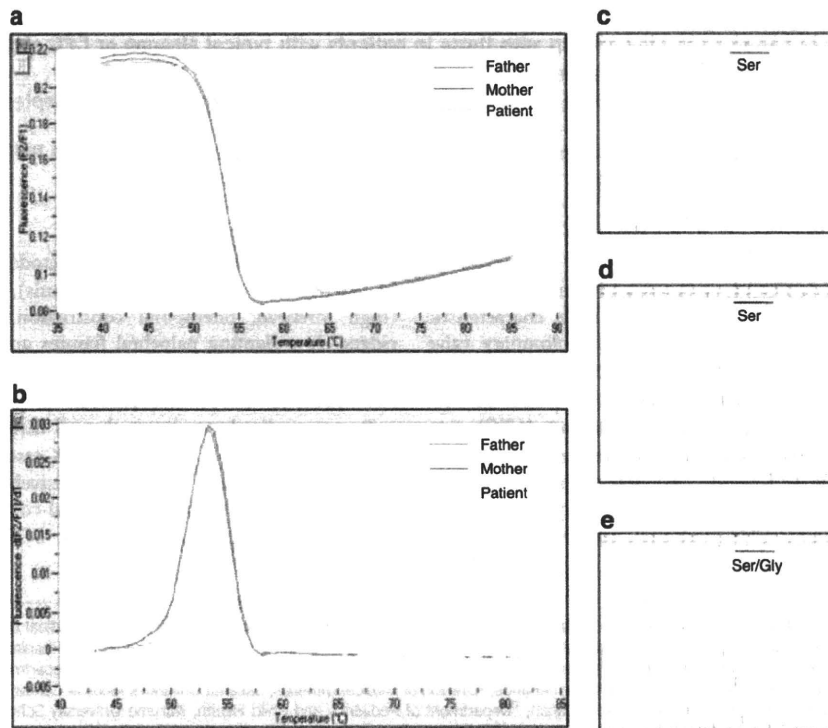 a
0.22
0.2
0.18
0.16
0.14
0.12
0.1
0.08
Fluorescence (F2/F1)
35 40 45 50 55 60 65 70 75 80 85 90
Temperature (°C)
Father
Mother
Patient
b
0.03
0.025
0.02
0.015
0.01
0.005
0
-0.005
Fluorescence -d(F2/F1)/dT
40 45 50 55 60 65 70 75 80 85
Temperature (°C)
Father
Mother
Patient
c
Ser
d
Ser
e
Ser/Gly